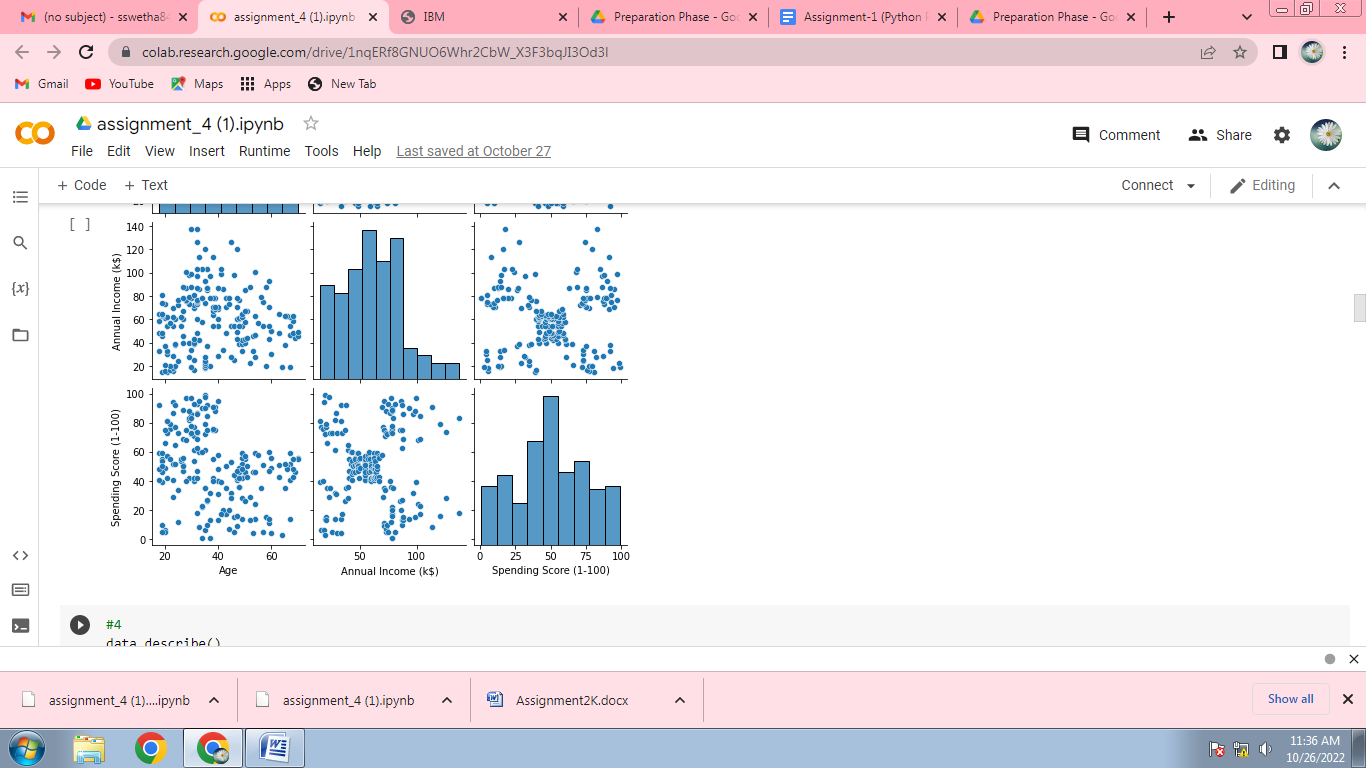 (no subject) - sswetha84
assignment_4 (1).ipynb
IBM
Preparation Phase - Goo
Assignment-1 (Python P
Preparation Phase - Goo
colab.research.google.com/drive/1nqERf8GNUO6Whr2CbW_X3F3bqJI3Od3I
Gmail
YouTube
Maps
Apps
New Tab
assignment_4 (1).ipynb
Comment
Share
File Edit View Insert Runtime Tools Help Last saved at October 27
+ Code + Text
Connect
Editing
[ ]
{x}
Annual Income (k$)
140
120
100
80
60
40
20
Spending Score (1-100)
100
80
60
40
20
0
20 40 60
50 100
0 25 50 75 100
Age
Annual Income (k$)
Spending Score (1-100)
#4
data.describe()
assignment_4 (1)....ipynb
assignment_4 (1).ipynb
Assignment2K.docx
Show all
11:36 AM
10/26/2022